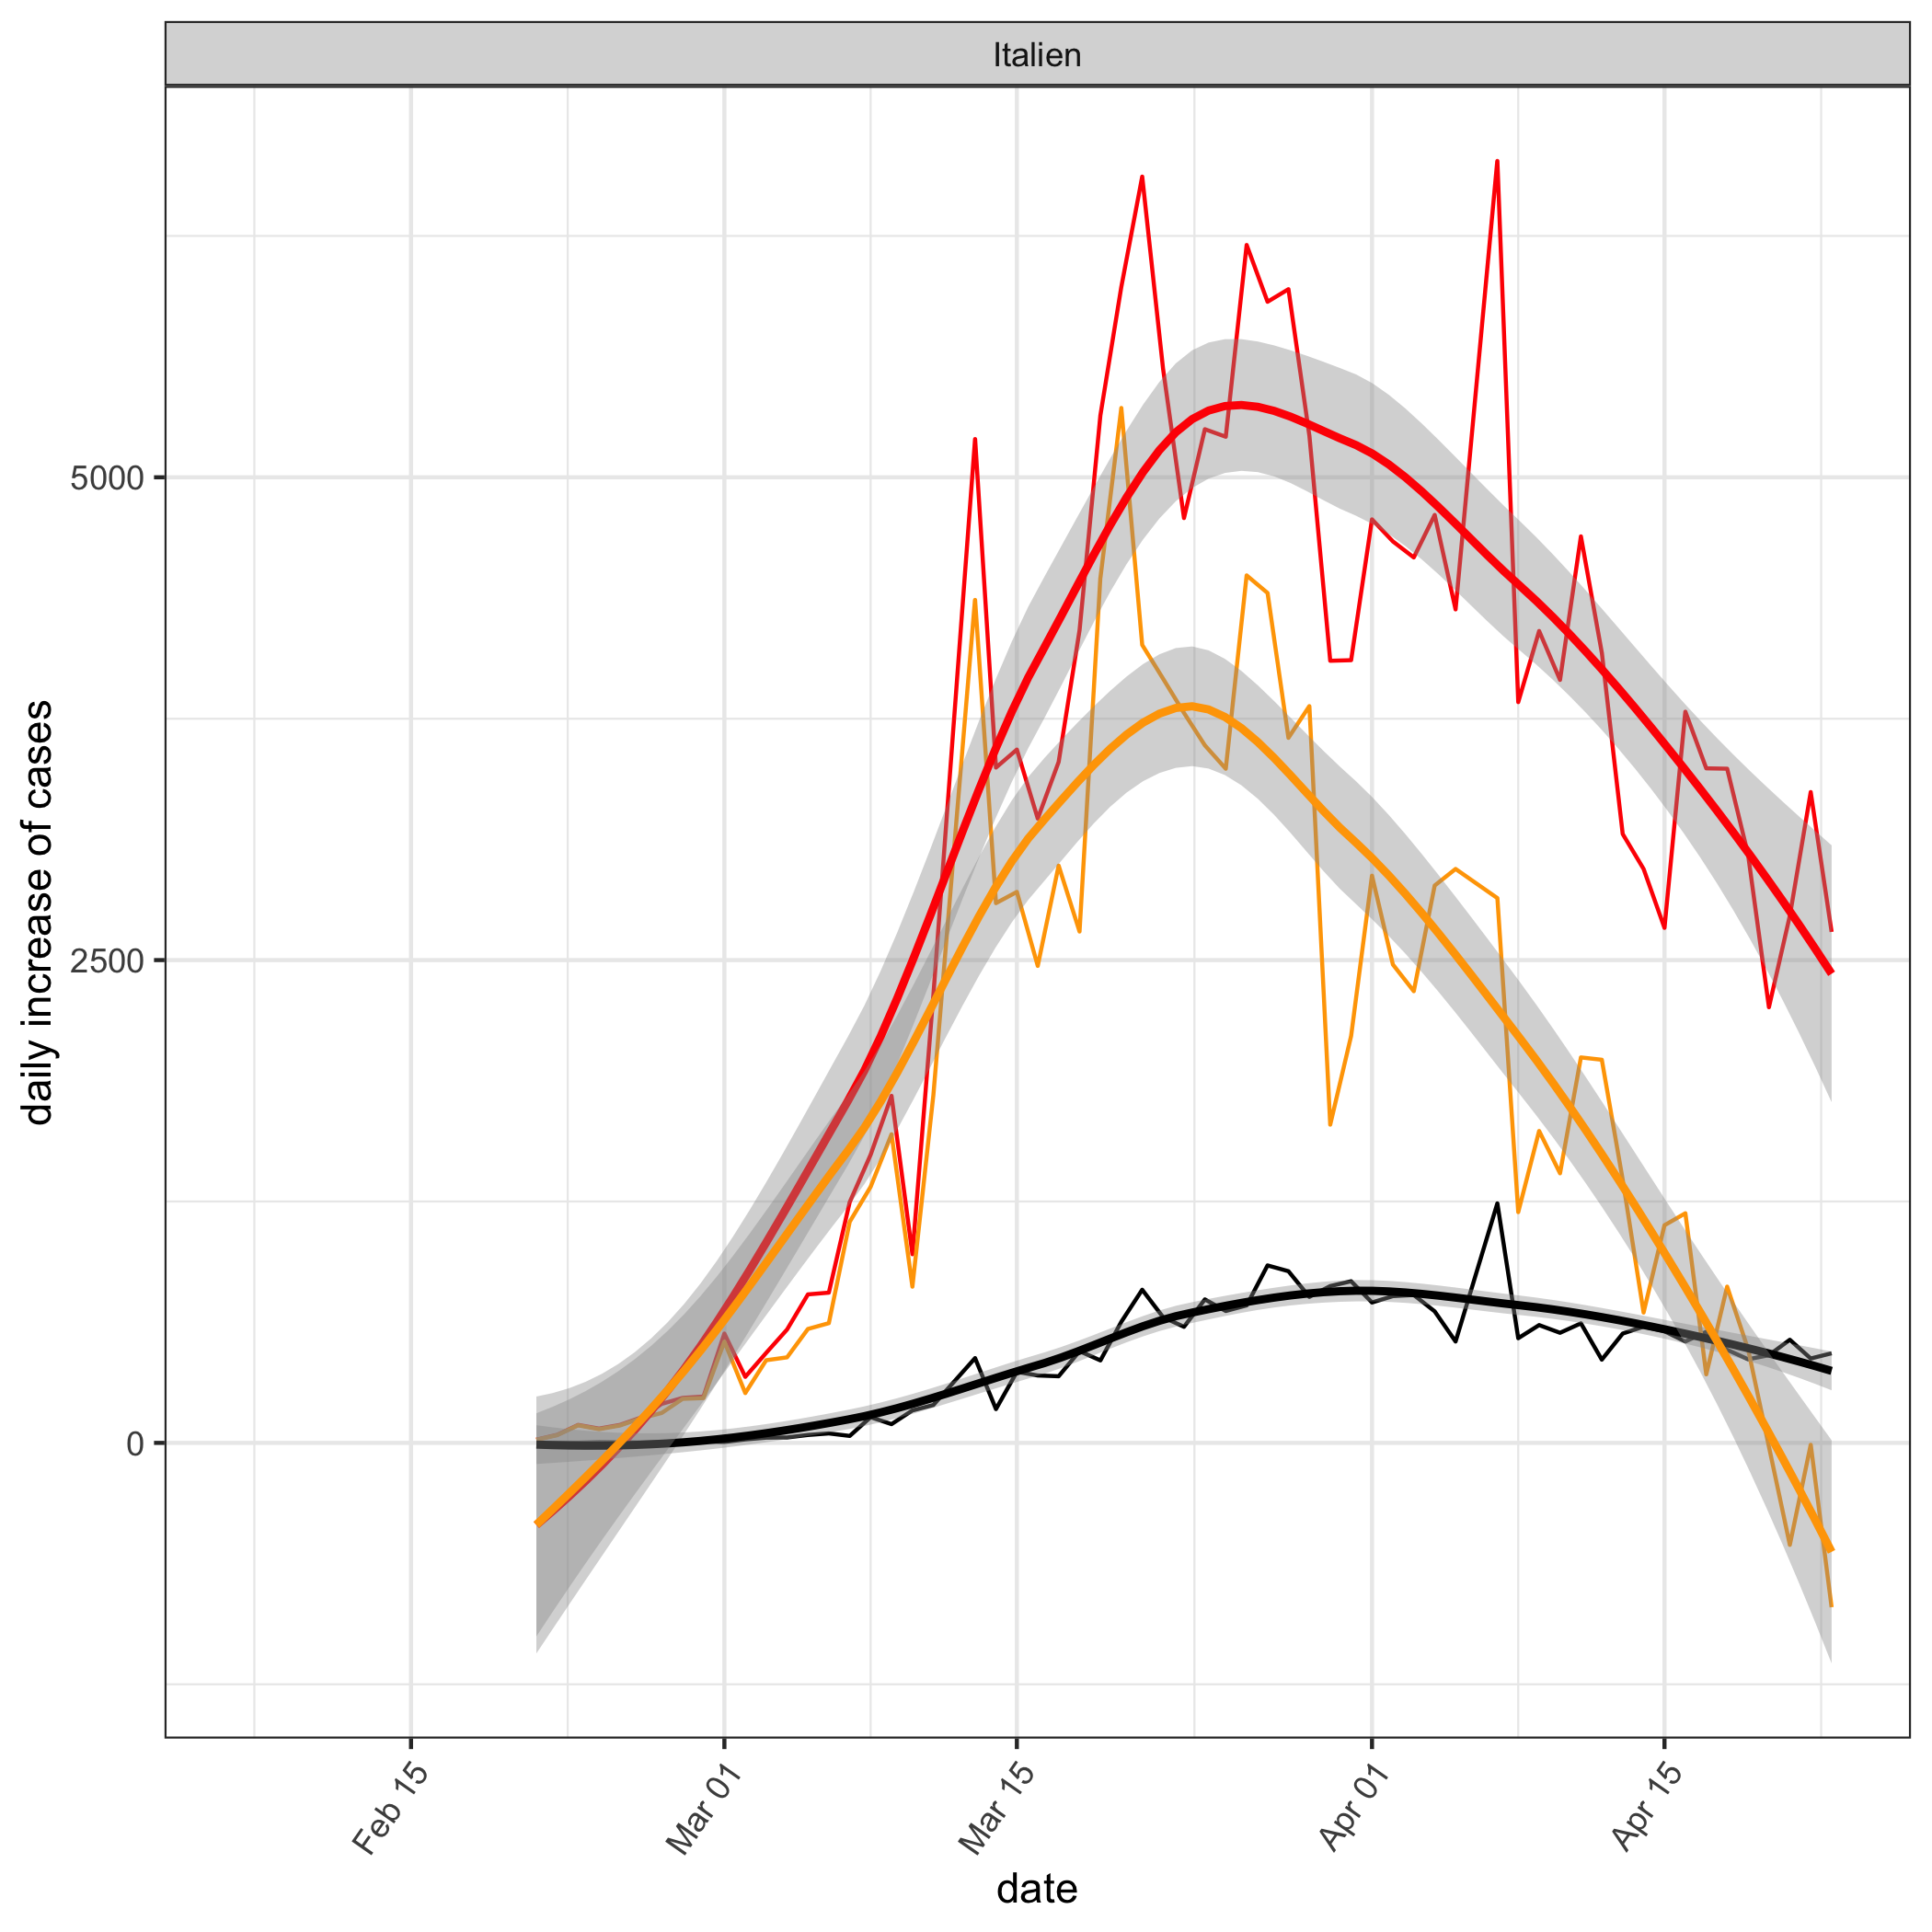 Italien
daily increase of cases
5000
2500
0
Feb 15
Mar 01
Mar 15
Apr 01
Apr 15
date